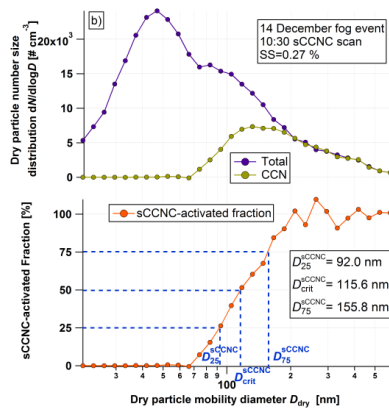 b)
14 December fog event
10:30 sCCNC scan
SS=0.27 %
Dry particle number size
distribution dN/dlogD [# cm⁻³]
20x10³
15
10
5
0
Total
CCN
sCCNC-activated fraction
sCCNC-activated Fraction [%]
100
75
50
25
0
D₂₅ˢᶜᶜᴺᶜ = 92.0 nm
D꜀ᵣᵢₜˢᶜᶜᴺᶜ = 115.6 nm
D₇₅ˢᶜᶜᴺᶜ = 155.8 nm
D₂₅ˢᶜᶜᴺᶜ
D꜀ᵣᵢₜˢᶜᶜᴺᶜ
D₇₅ˢᶜᶜᴺᶜ
3 4 5 6 7 8 9 100 2 3 4 5
Dry particle mobility diameter D_dry [nm]